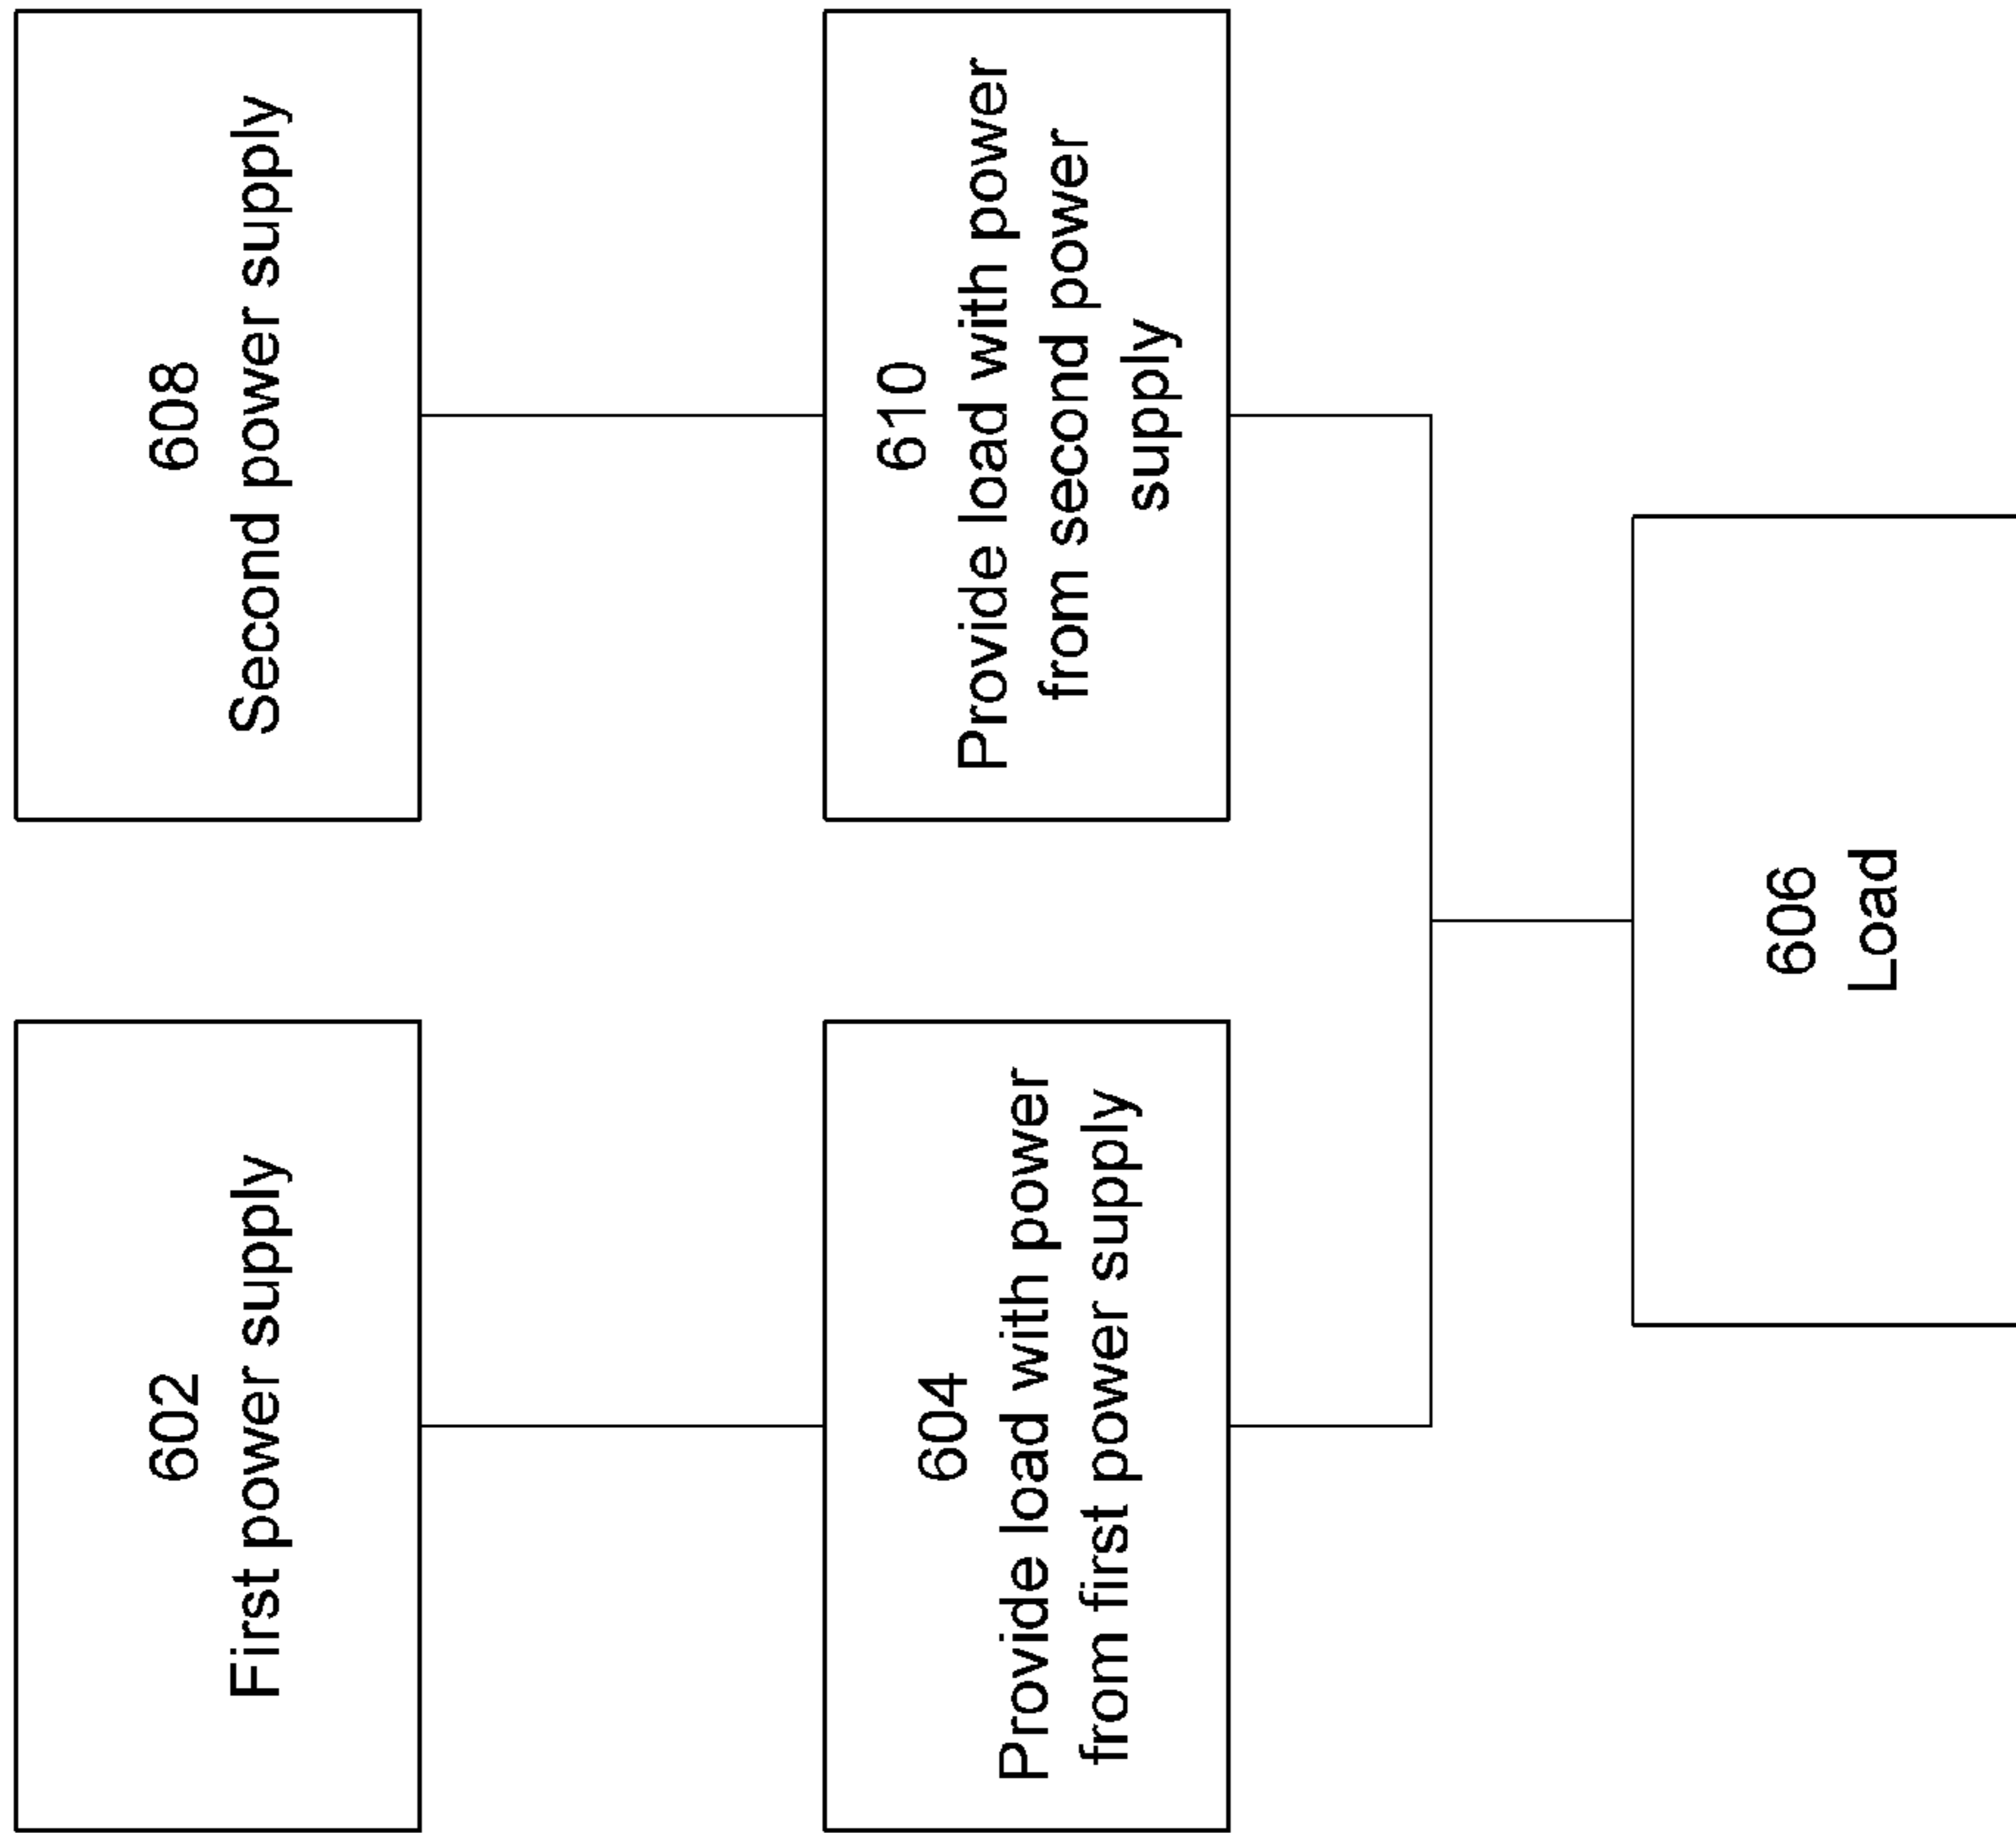 602
First power supply
608
Second power supply
604
Provide load with power
from first power supply
610
Provide load with power
from second power
supply
606
Load